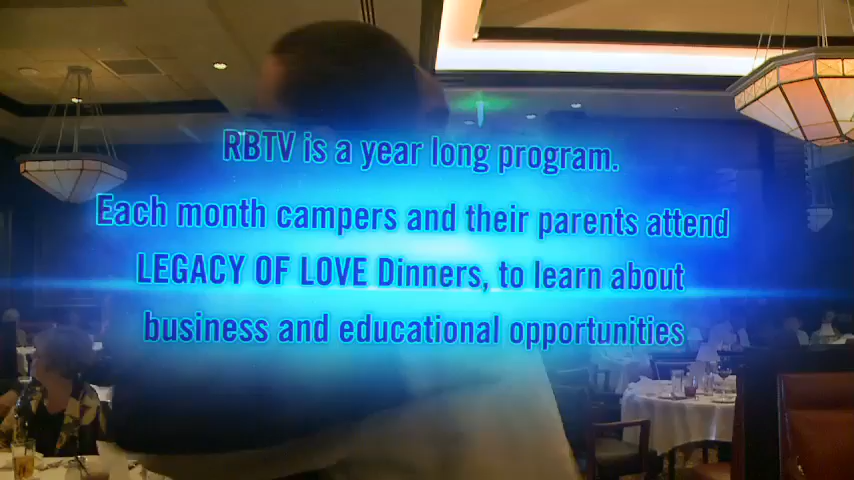 RBTV is a year long program.
Each month campers and their parents attend
LEGACY OF LOVE Dinners, to learn about
business and educational opportunities